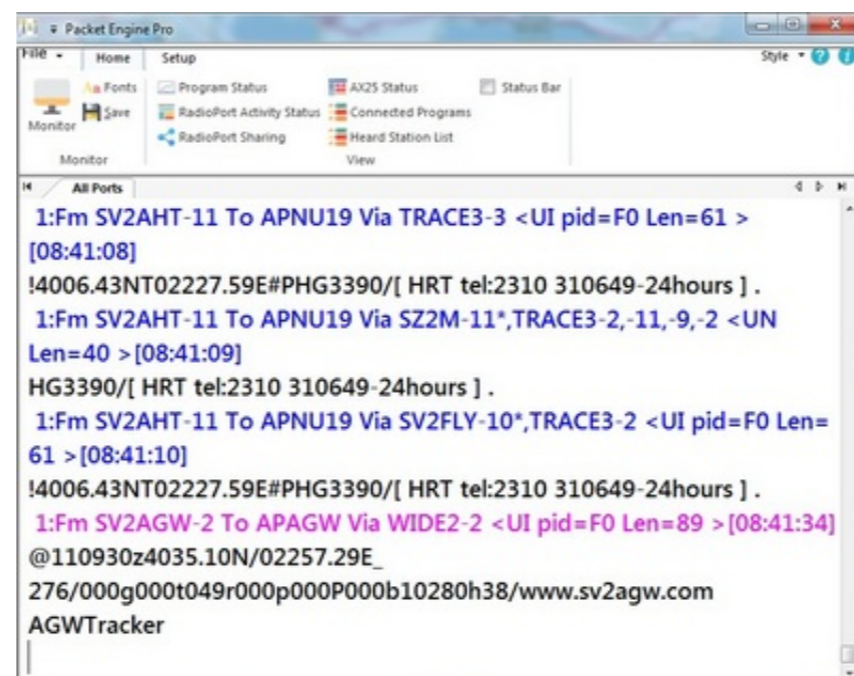 Packet Engine Pro
File Home Setup Style
Aa Fonts Program Status AX25 Status Status Bar
Save RadioPort Activity Status Connected Programs
Monitor RadioPort Sharing Heard Station List
Monitor View
All Ports
1:Fm SV2AHT-11 To APNU19 Via TRACE3-3 <UI pid=F0 Len=61 >
[08:41:08]
!4006.43NT02227.59E#PHG3390/[ HRT tel:2310 310649-24hours ] .
1:Fm SV2AHT-11 To APNU19 Via SZ2M-11*,TRACE3-2,-11,-9,-2 <UN
Len=40 >[08:41:09]
HG3390/[ HRT tel:2310 310649-24hours ] .
1:Fm SV2AHT-11 To APNU19 Via SV2FLY-10*,TRACE3-2 <UI pid=F0 Len=
61 >[08:41:10]
!4006.43NT02227.59E#PHG3390/[ HRT tel:2310 310649-24hours ] .
1:Fm SV2AGW-2 To APAGW Via WIDE2-2 <UI pid=F0 Len=89 >[08:41:34]
@110930z4035.10N/02257.29E_
276/000g000t049r000p000P000b10280h38/www.sv2agw.com
AGWTracker